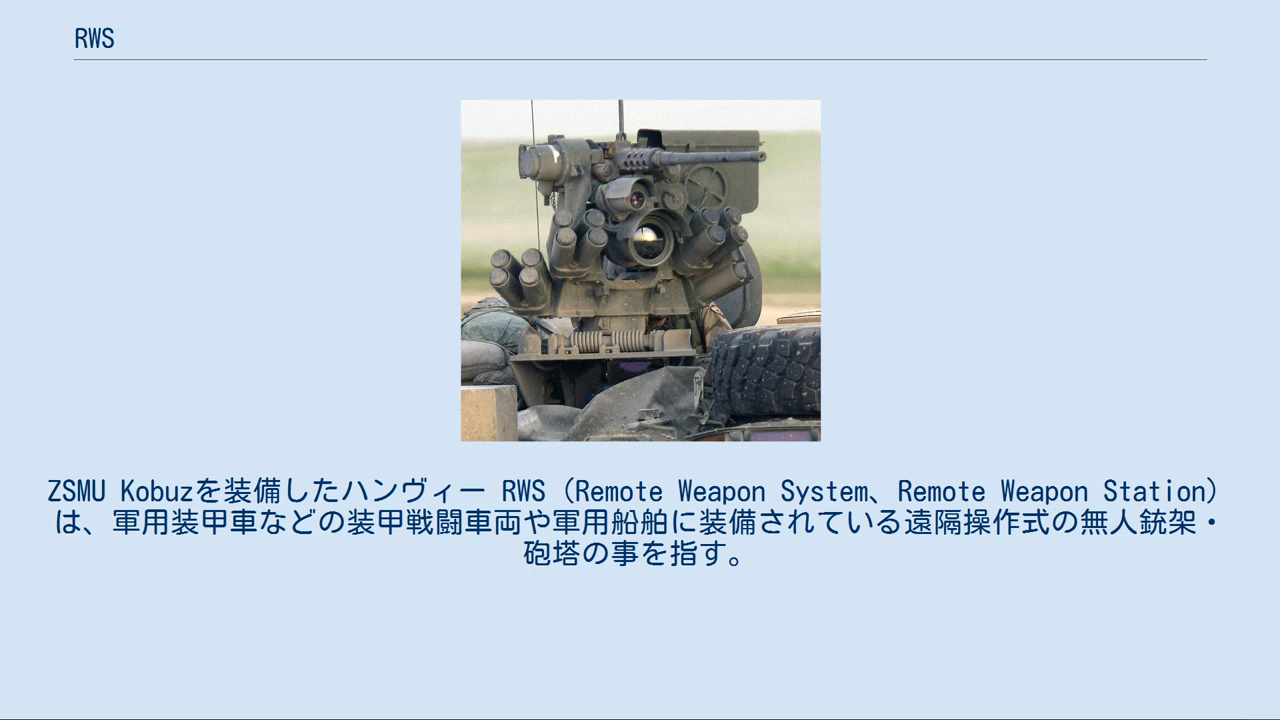 RWS
ZSMU Kobuzを装備したハンヴィー RWS（Remote Weapon System、Remote Weapon Station）
は、軍用装甲車などの装甲戦闘車両や軍用船舶に装備されている遠隔操作式の無人銃架・
砲塔の事を指す。